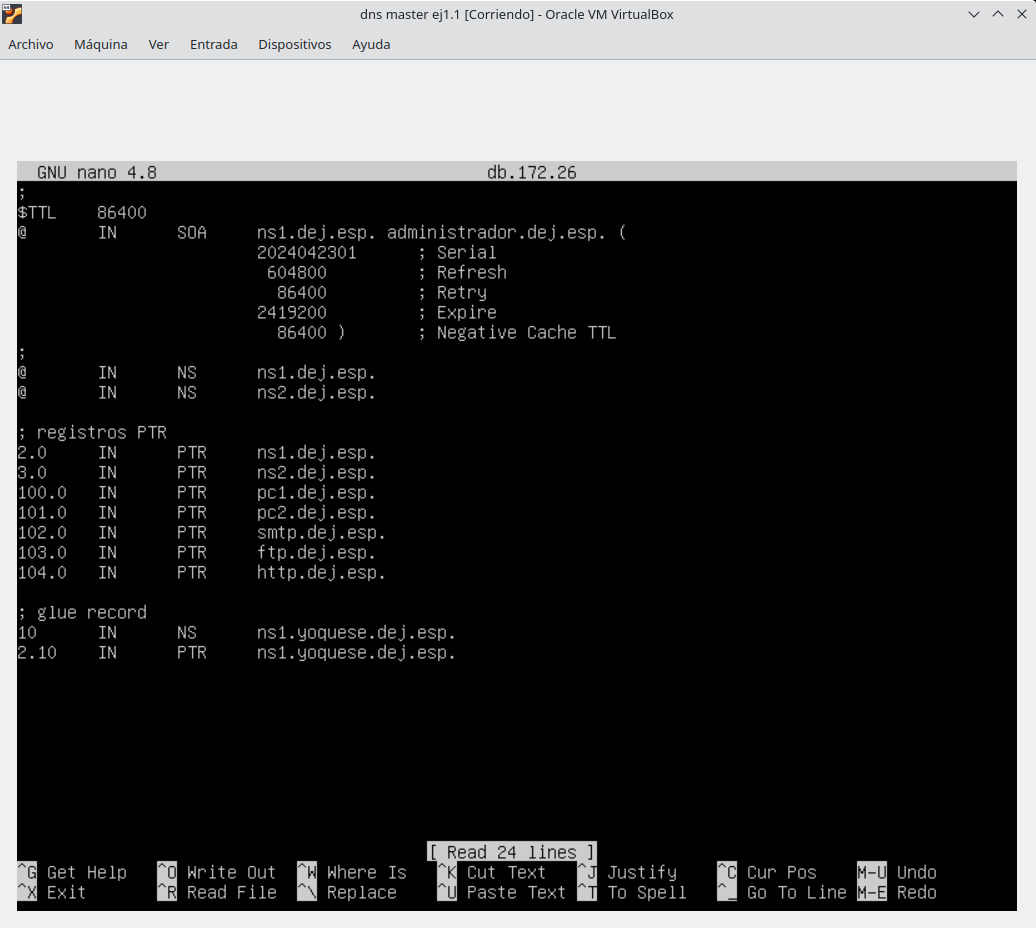 dns master ej1.1 [Corriendo] - Oracle VM VirtualBox
Archivo Máquina Ver Entrada Dispositivos Ayuda
GNU nano 4.8 db.172.26
;
$TTL 86400
@ IN SOA ns1.dej.esp. administrador.dej.esp. (
2024042301 ; Serial
604800 ; Refresh
86400 ; Retry
2419200 ; Expire
86400 ) ; Negative Cache TTL
;
@ IN NS ns1.dej.esp.
@ IN NS ns2.dej.esp.
; registros PTR
2.0 IN PTR ns1.dej.esp.
3.0 IN PTR ns2.dej.esp.
100.0 IN PTR pc1.dej.esp.
101.0 IN PTR pc2.dej.esp.
102.0 IN PTR smtp.dej.esp.
103.0 IN PTR ftp.dej.esp.
104.0 IN PTR http.dej.esp.
; glue record
10 IN NS ns1.yoquese.dej.esp.
2.10 IN PTR ns1.yoquese.dej.esp.
[ Read 24 lines ]
^G Get Help ^O Write Out ^W Where Is ^K Cut Text ^J Justify ^C Cur Pos M-U Undo
^X Exit ^R Read File ^\ Replace ^U Paste Text ^T To Spell ^_ Go To Line M-E Redo